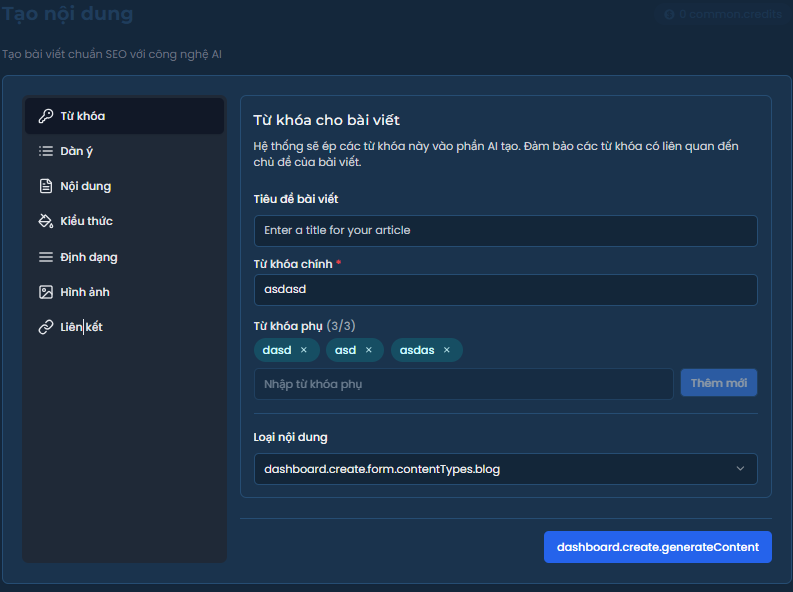 Tạo nội dung
0 common.credits
Tạo bài viết chuẩn SEO với công nghệ AI
Từ khóa
Dàn ý
Nội dung
Kiểu thức
Định dạng
Hình ảnh
Liên kết
Từ khóa cho bài viết
Hệ thống sẽ ép các từ khóa này vào phần AI tạo. Đảm bảo các từ khóa có liên quan đến
chủ đề của bài viết.
Tiêu đề bài viết
Enter a title for your article
Từ khóa chính *
asdasd
Từ khóa phụ (3/3)
dasd ×
asd ×
asdas ×
Nhập từ khóa phụ
Thêm mới
Loại nội dung
dashboard.create.form.contentTypes.blog
dashboard.create.generateContent